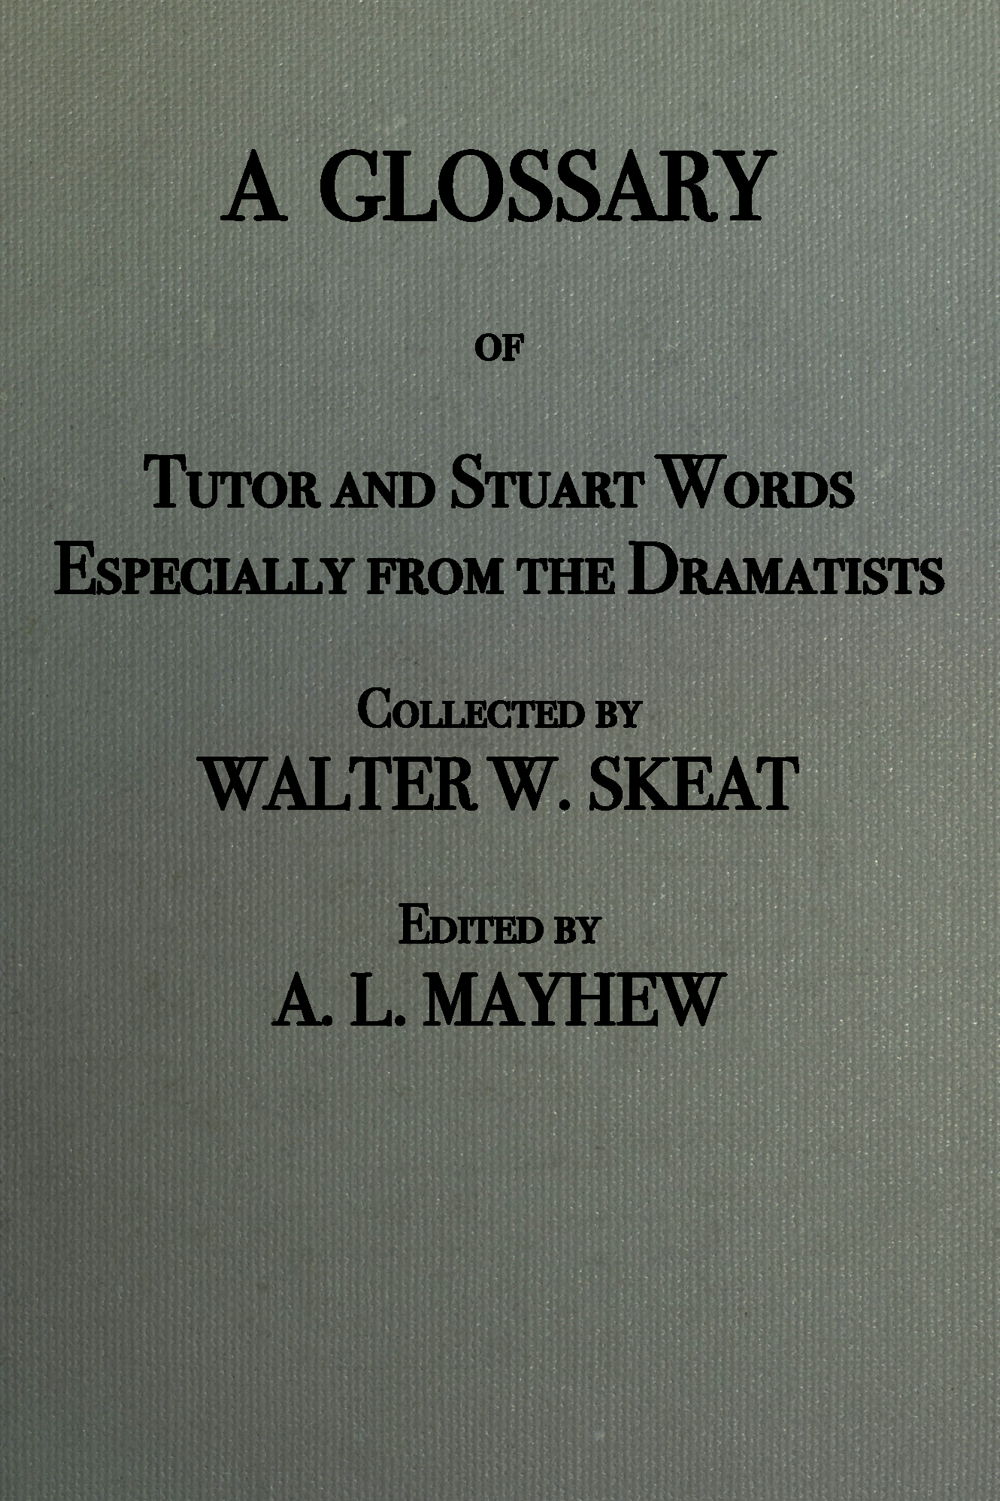 A GLOSSARY
OF
TUTOR AND STUART WORDS
ESPECIALLY FROM THE DRAMATISTS
COLLECTED BY
WALTER W. SKEAT
EDITED BY
A. L. MAYHEW